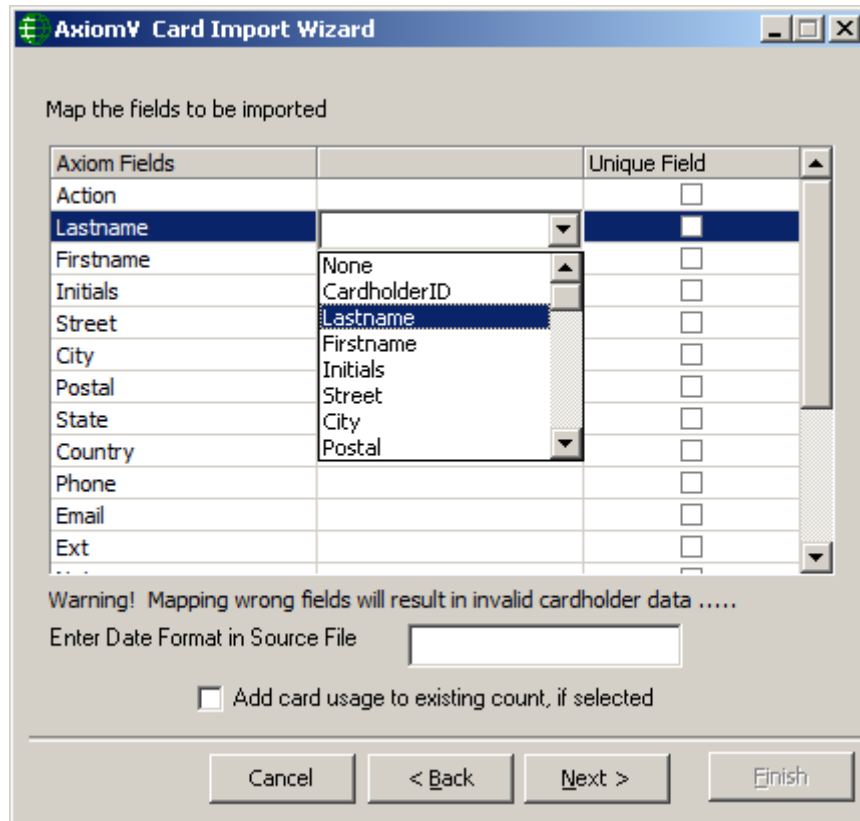 AxiomV Card Import Wizard
Map the fields to be imported
Axiom Fields Unique Field
Action
Lastname
Firstname
Initials
Street
City
Postal
State
Country
Phone
Email
Ext
None
CardholderID
Lastname
Firstname
Initials
Street
City
Postal
Warning! Mapping wrong fields will result in invalid cardholder data .....
Enter Date Format in Source File
Add card usage to existing count, if selected
Cancel < Back Next > Finish